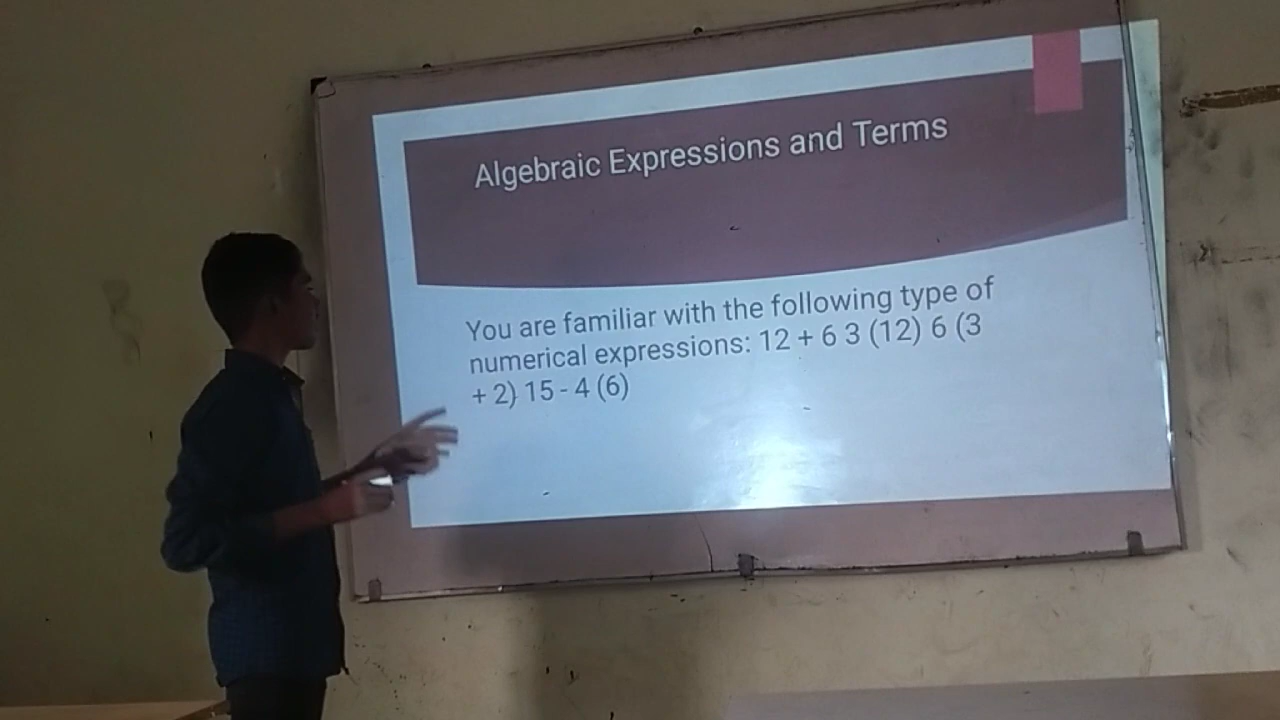 Algebraic Expressions and Terms
You are familiar with the following type of
numerical expressions: 12 + 6 3 (12) 6 (3
+ 2) 15 - 4 (6)